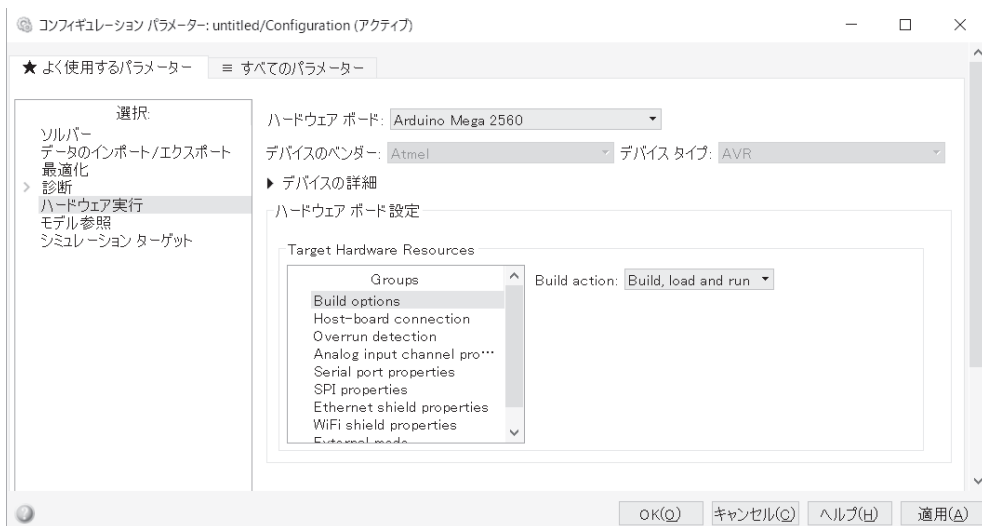 コンフィギュレーション パラメーター: untitled/Configuration (アクティブ)
★ よく使用するパラメーター ≡ すべてのパラメーター
選択:
ソルバー
データのインポート/エクスポート
最適化
診断
ハードウェア実行
モデル参照
シミュレーション ターゲット
ハードウェア ボード: Arduino Mega 2560
デバイスのベンダー: Atmel デバイス タイプ: AVR
▶ デバイスの詳細
ハードウェア ボード設定
Target Hardware Resources
Groups
Build options
Host-board connection
Overrun detection
Analog input channel pro…
Serial port properties
SPI properties
Ethernet shield properties
WiFi shield properties
External mode
Build action: Build, load and run
OK(O) キャンセル(C) ヘルプ(H) 適用(A)